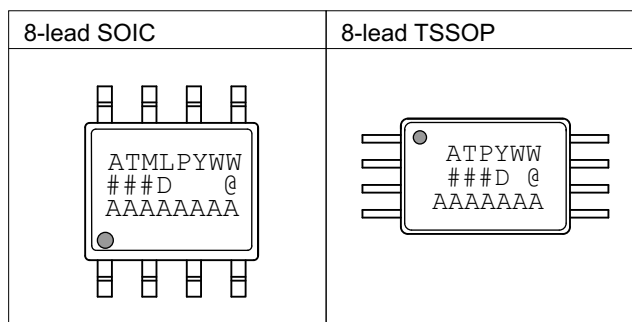 8-lead SOIC
8-lead TSSOP
ATMLPYWW
###D @
AAAAAAAA
ATPYWW
###D @
AAAAAAA